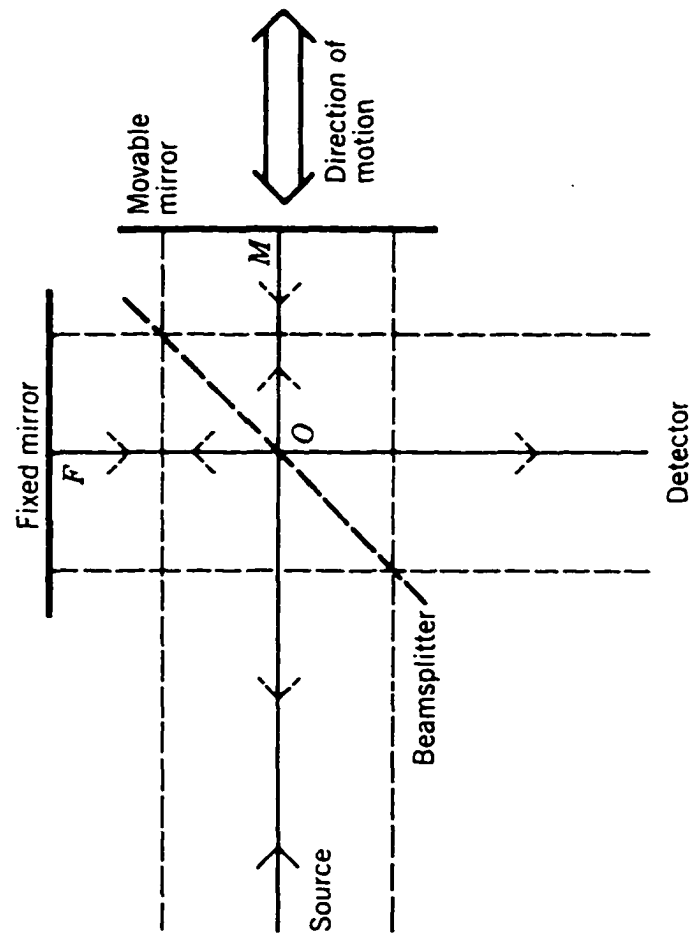 Fixed mirror
F
Movable
mirror
M
Direction of
motion
O
Beamsplitter
Source
Detector